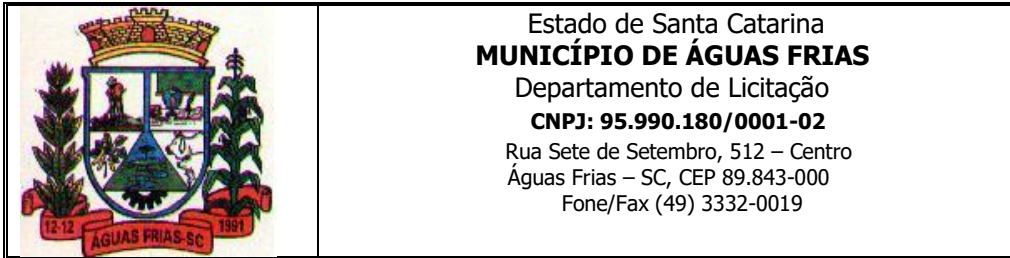 Estado de Santa Catarina
MUNICÍPIO DE ÁGUAS FRIAS
Departamento de Licitação
CNPJ: 95.990.180/0001-02
Rua Sete de Setembro, 512 – Centro
Águas Frias – SC, CEP 89.843-000
Fone/Fax (49) 3332-0019
12-12
ÁGUAS FRIAS-SC
1991